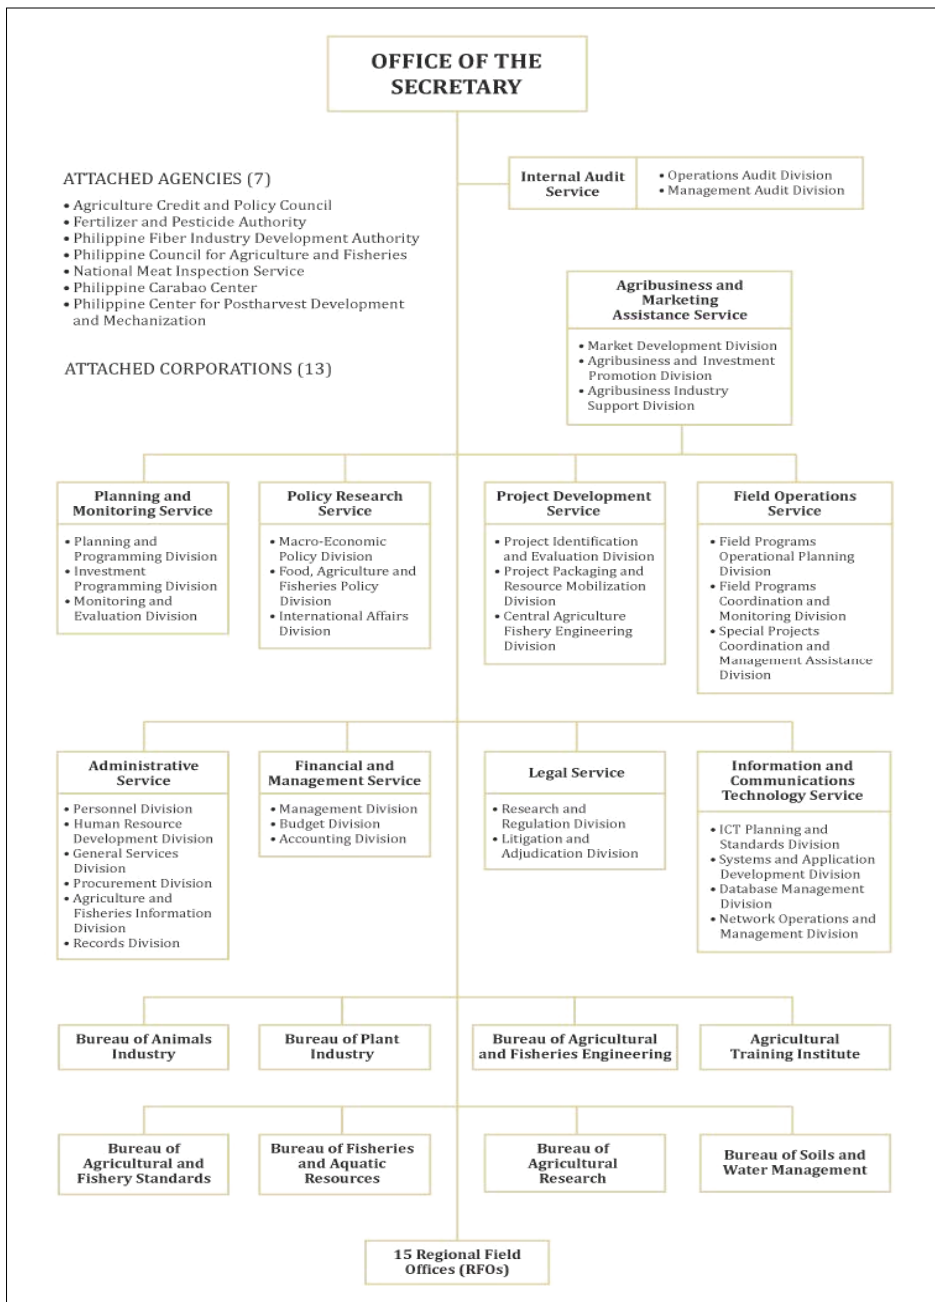 OFFICE OF THE
SECRETARY
ATTACHED AGENCIES (7)
• Agriculture Credit and Policy Council
• Fertilizer and Pesticide Authority
• Philippine Fiber Industry Development Authority
• Philippine Council for Agriculture and Fisheries
• National Meat Inspection Service
• Philippine Carabao Center
• Philippine Center for Postharvest Development
and Mechanization
ATTACHED CORPORATIONS (13)
Internal Audit
Service
• Operations Audit Division
• Management Audit Division
Agribusiness and
Marketing
Assistance Service
• Market Development Division
• Agribusiness and Investment
Promotion Division
• Agribusiness Industry
Support Division
Planning and
Monitoring Service
• Planning and
Programming Division
• Investment
Programming Division
• Monitoring and
Evaluation Division
Policy Research
Service
• Macro-Economic
Policy Division
• Food, Agriculture and
Fisheries Policy
Division
• International Affairs
Division
Project Development
Service
• Project Identification
and Evaluation Division
• Project Packaging and
Resource Mobilization
Division
• Central Agriculture
Fishery Engineering
Division
Field Operations
Service
• Field Programs
Operational Planning
Division
• Field Programs
Coordination and
Monitoring Division
• Special Projects
Coordination and
Management Assistance
Division
Administrative
Service
• Personnel Division
• Human Resource
Development Division
• General Services
Division
• Procurement Division
• Agriculture and
Fisheries Information
Division
• Records Division
Financial and
Management Service
• Management Division
• Budget Division
• Accounting Division
Legal Service
• Research and
Regulation Division
• Litigation and
Adjudication Division
Information and
Communications
Technology Service
• ICT Planning and
Standards Division
• Systems and Application
Development Division
• Database Management
Division
• Network Operations and
Management Division
Bureau of Animals
Industry
Bureau of Plant
Industry
Bureau of Agricultural
and Fisheries Engineering
Agricultural
Training Institute
Bureau of
Agricultural and
Fishery Standards
Bureau of Fisheries
and Aquatic
Resources
Bureau of
Agricultural
Research
Bureau of Soils and
Water Management
15 Regional Field
Offices (RFOs)